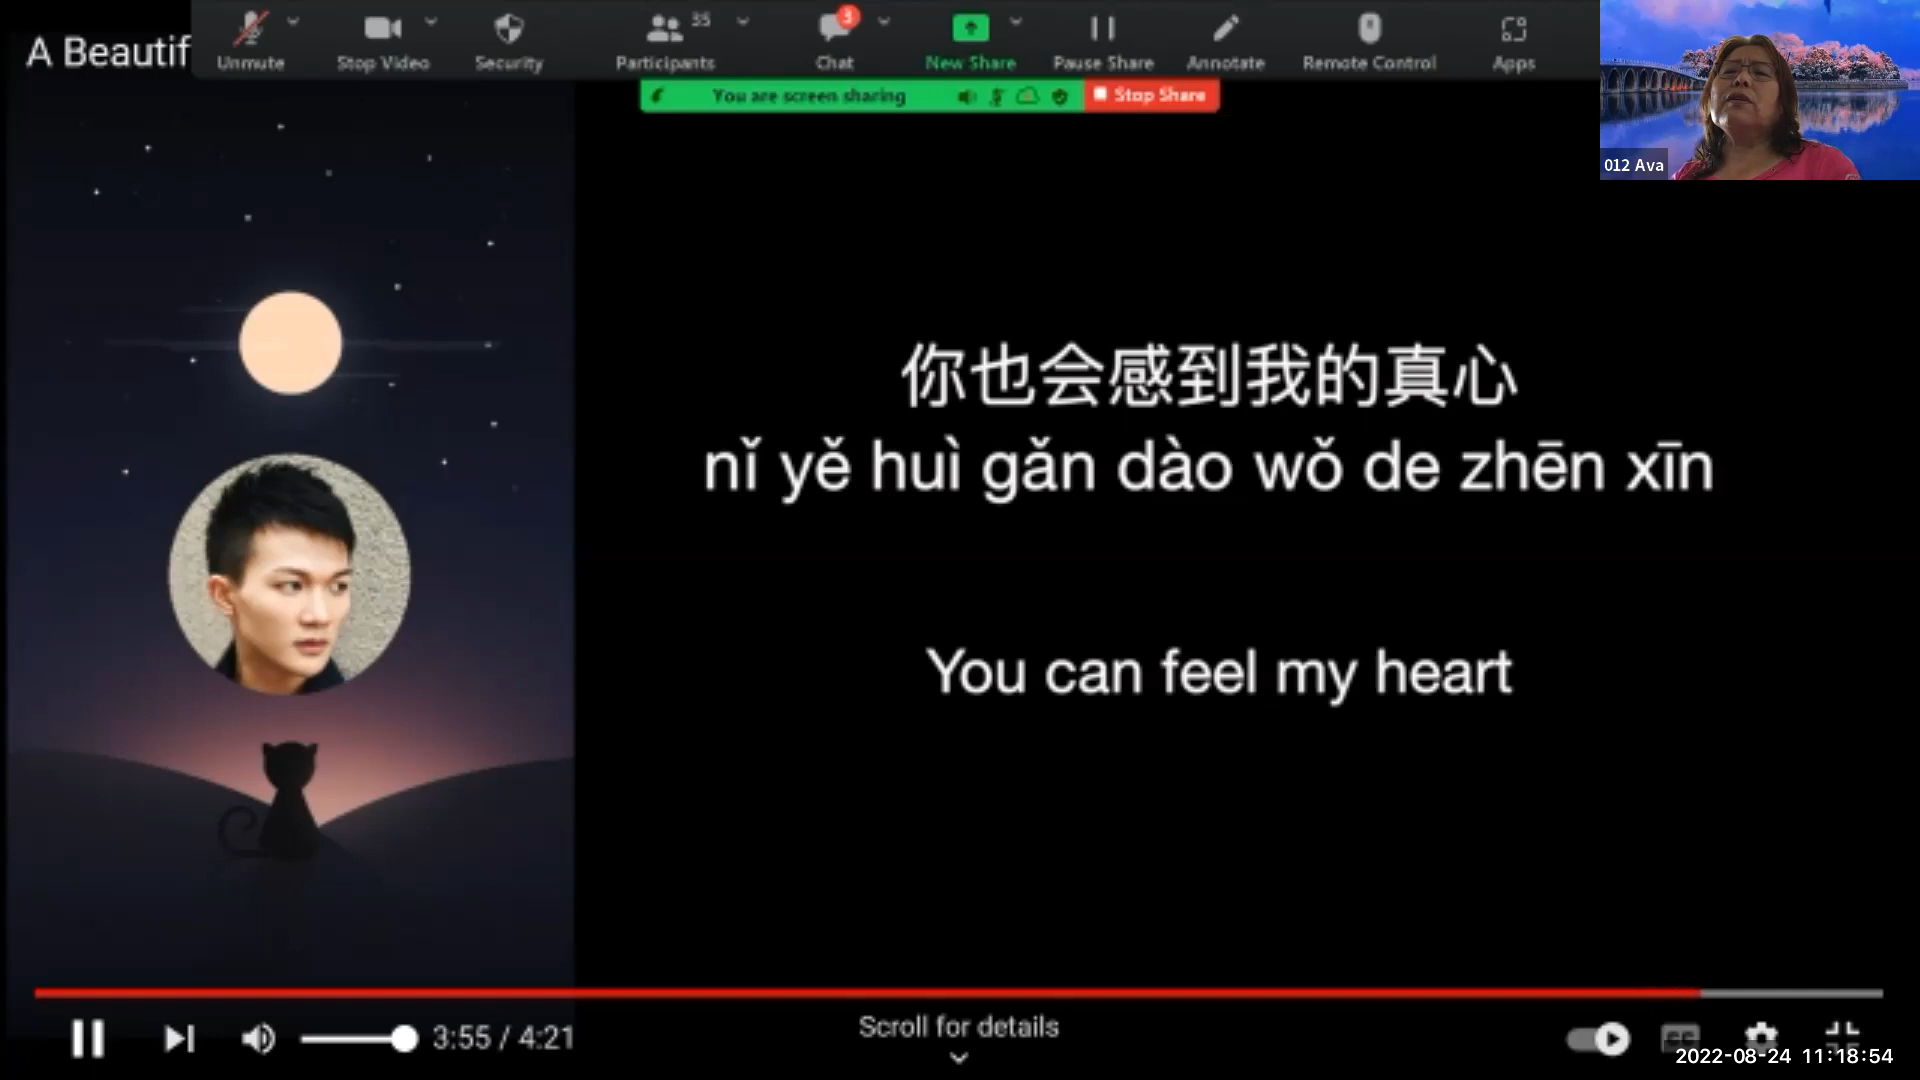 A Beautif
Unmute
Stop Video
Security
Participants
35
Chat
3
New Share
Pause Share
Annotate
Remote Control
Apps
You are screen sharing
Stop Share
012 Ava
你也会感到我的真心
nǐ yě huì gǎn dào wǒ de zhēn xīn
You can feel my heart
3:55 / 4:21
Scroll for details
CC
2022-08-24 11:18:54